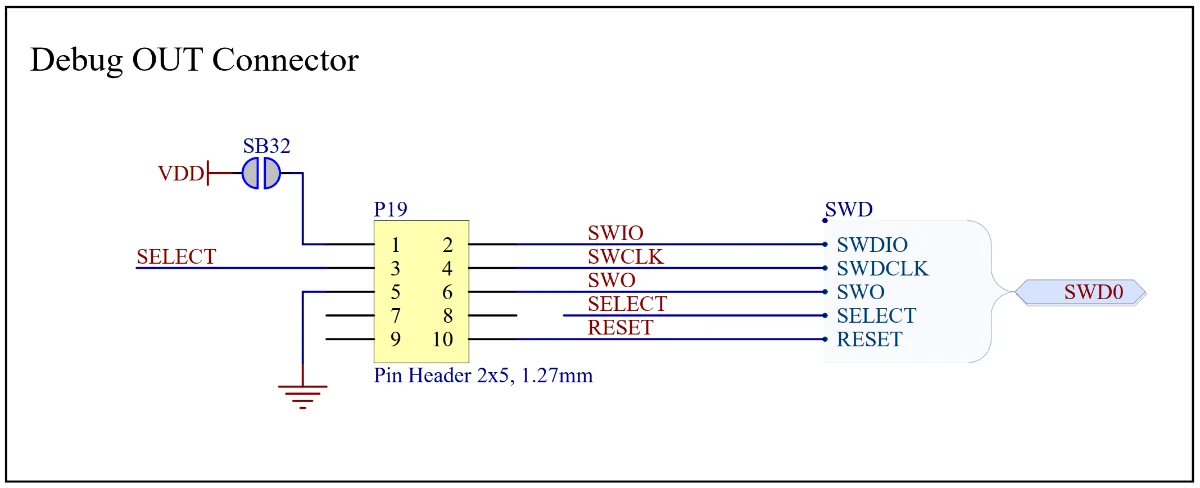 Debug OUT Connector
SB32
VDD
P19
SWD
1 2 SWIO SWDIO
SELECT 3 4 SWCLK SWDCLK
5 6 SWO SWO SWD0
7 8 SELECT SELECT
9 10 RESET RESET
Pin Header 2x5, 1.27mm